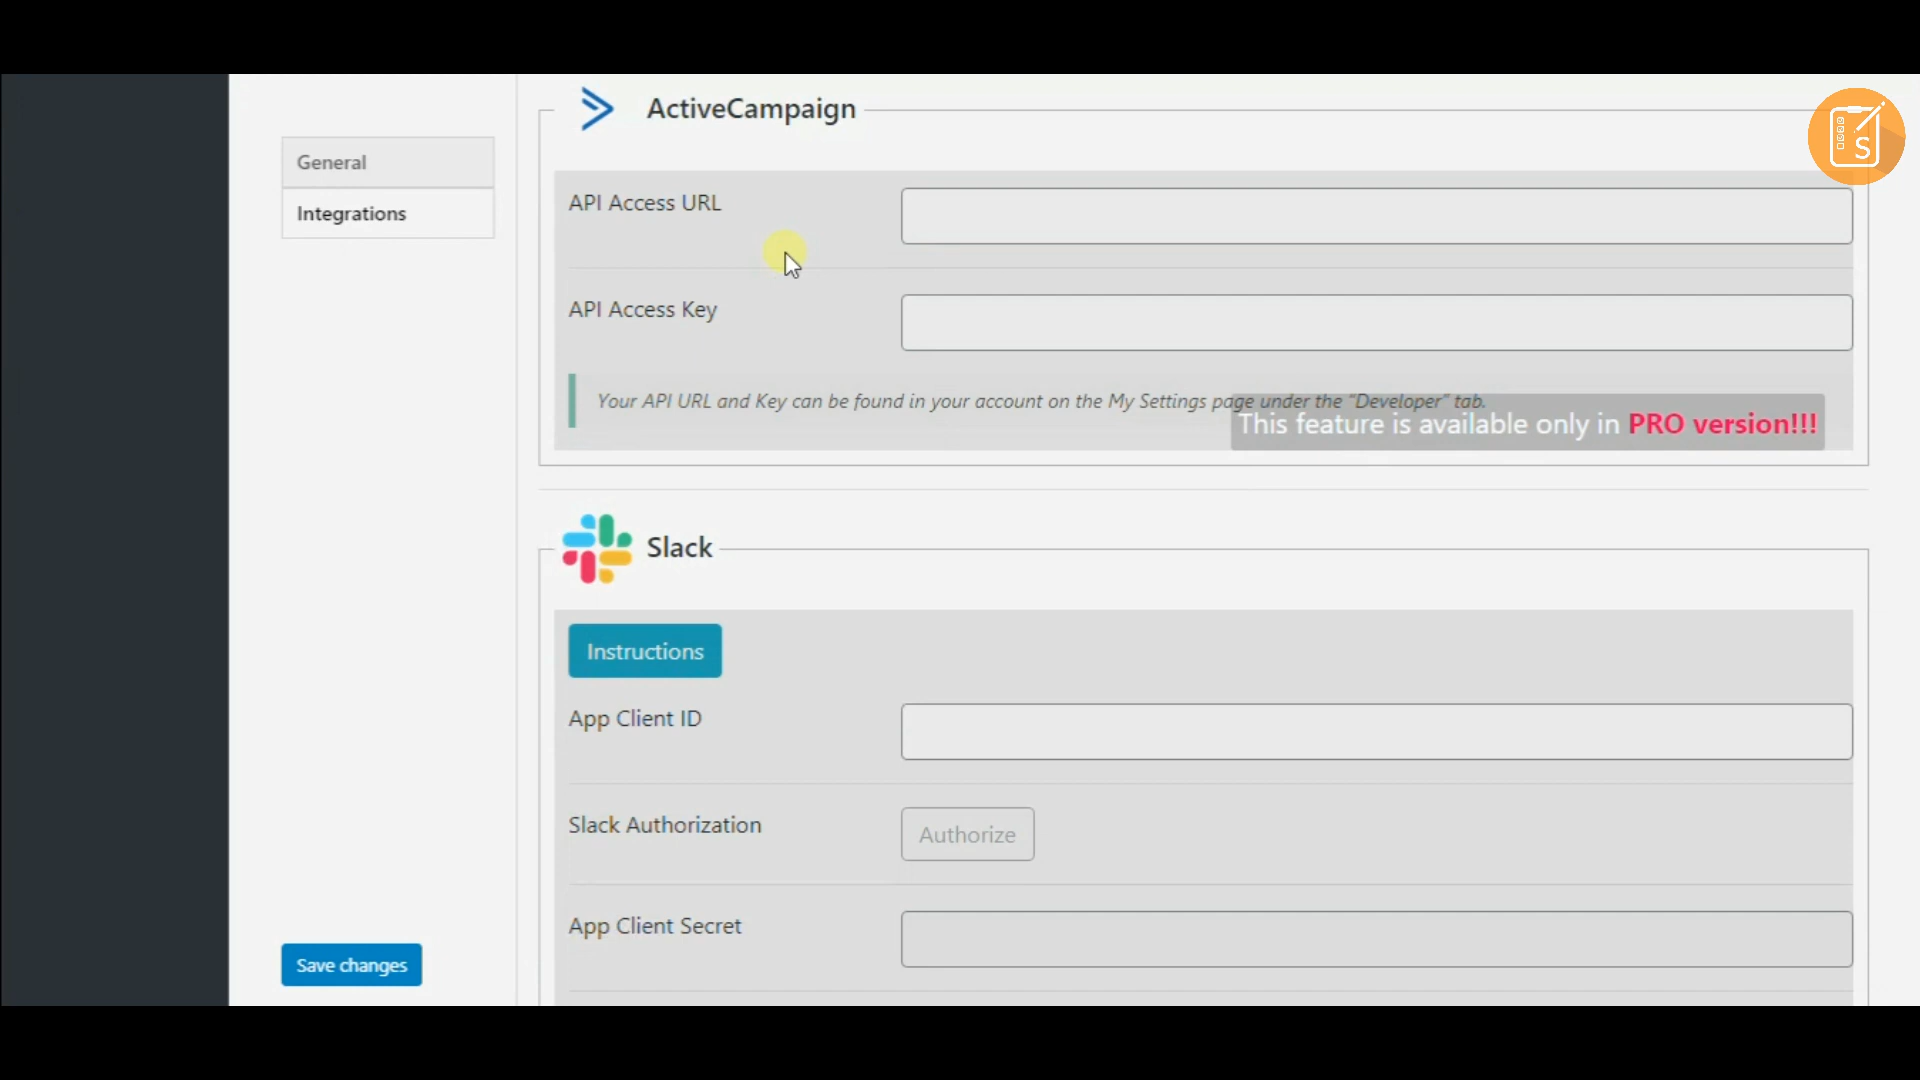 ActiveCampaign
S
General
Integrations
API Access URL
API Access Key
Your API URL and Key can be found in your account on the My Settings page under the "Developer" tab.
This feature is available only in PRO version!!!
Slack
Instructions
App Client ID
Slack Authorization
Authorize
App Client Secret
Save changes